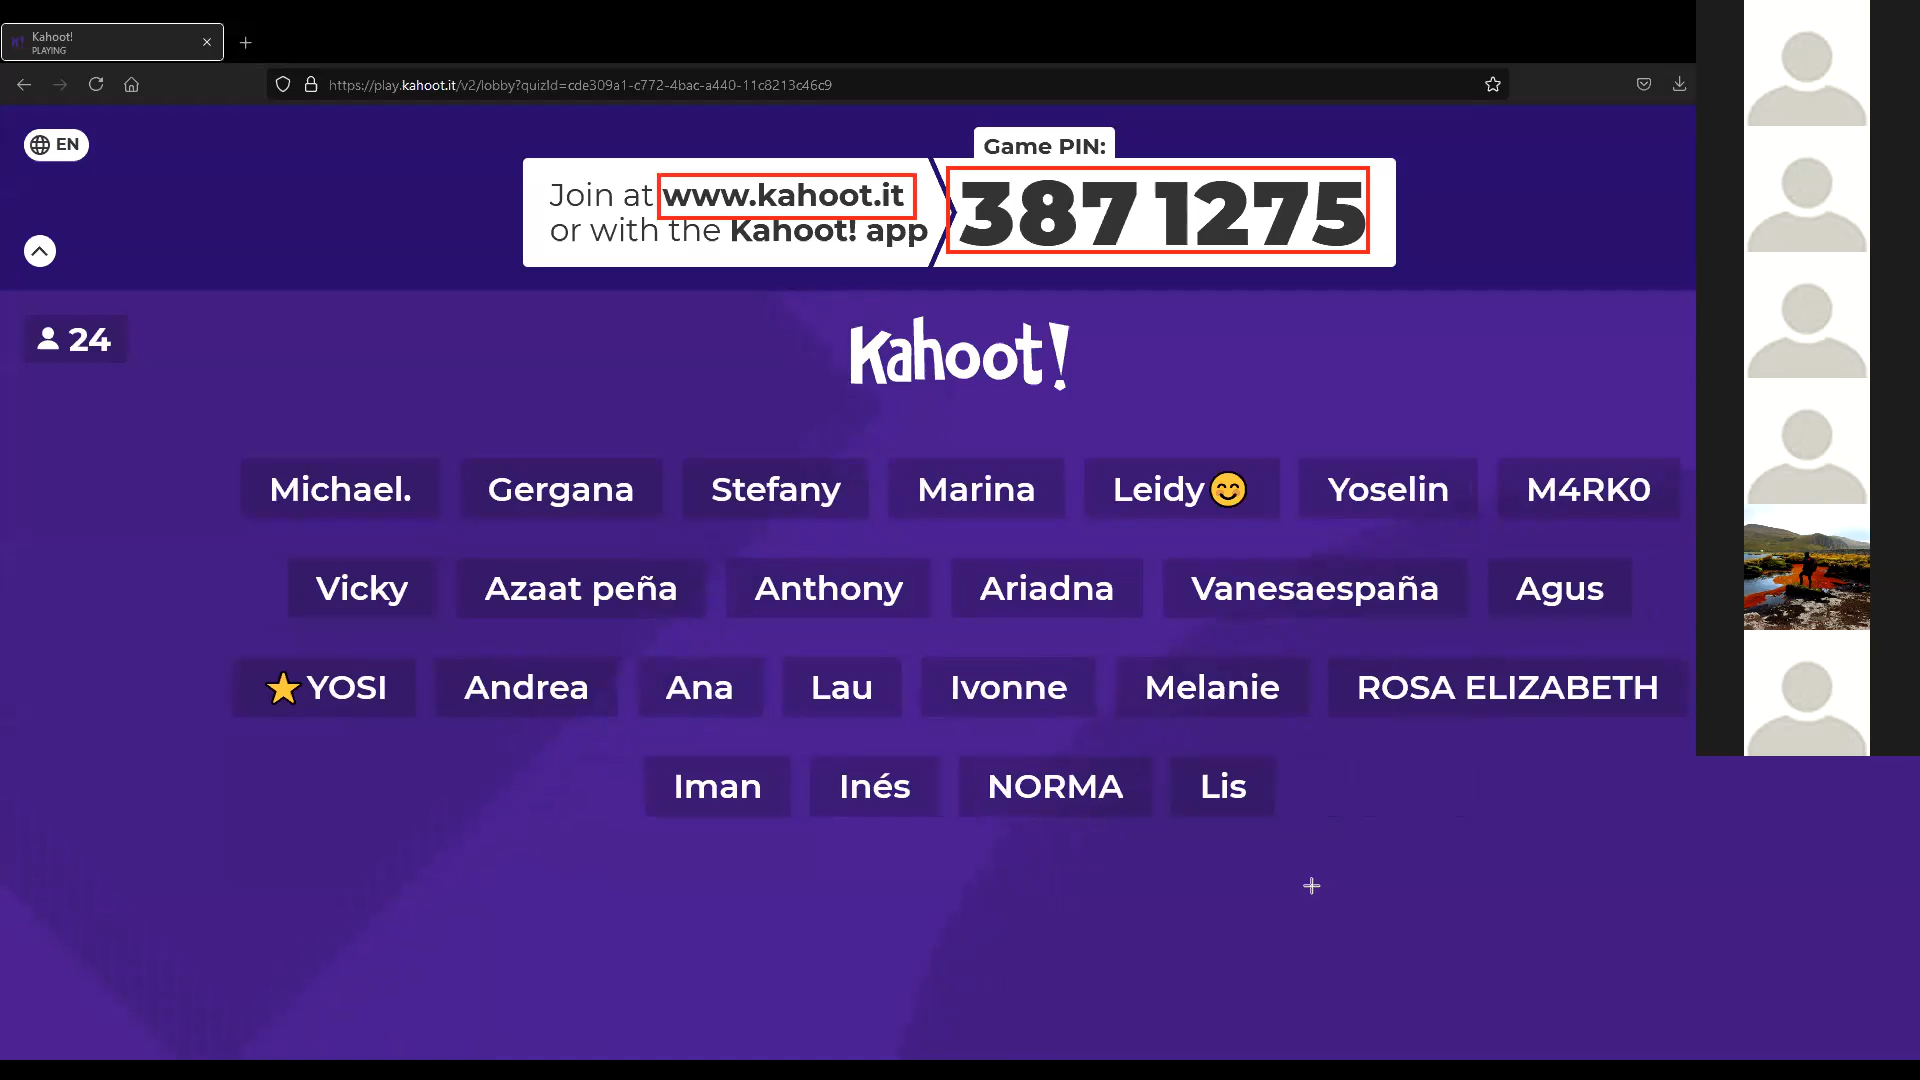 Kahoot!
PLAYING
https://play.kahoot.it/v2/lobby?quizId=cde309a1-c772-4bac-a440-11c8213c46c9
EN
Game PIN:
Join at www.kahoot.it
or with the Kahoot! app
387 1275
24
Kahoot!
Michael. Gergana Stefany Marina Leidy😊 Yoselin M4RK0
Vicky Azaat peña Anthony Ariadna Vanesaespaña Agus
⭐YOSI Andrea Ana Lau Ivonne Melanie ROSA ELIZABETH
Iman Inés NORMA Lis